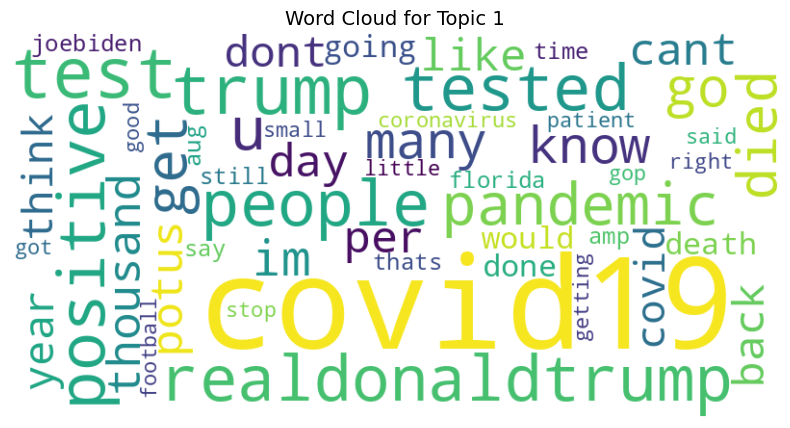 Word Cloud for Topic 1
joebiden
dont
going
like
time
cant
test
trump
tested
go
died
positive
good
get
aug
u
small
coronavirus
patient
many
know
said
right
think
day
little
still
florida
gop
thousand
people
pandemic
got
potus
say
im
per
thats
would
amp
done
covid
death
year
football
stop
covid19
getting
back
realdonaldtrump